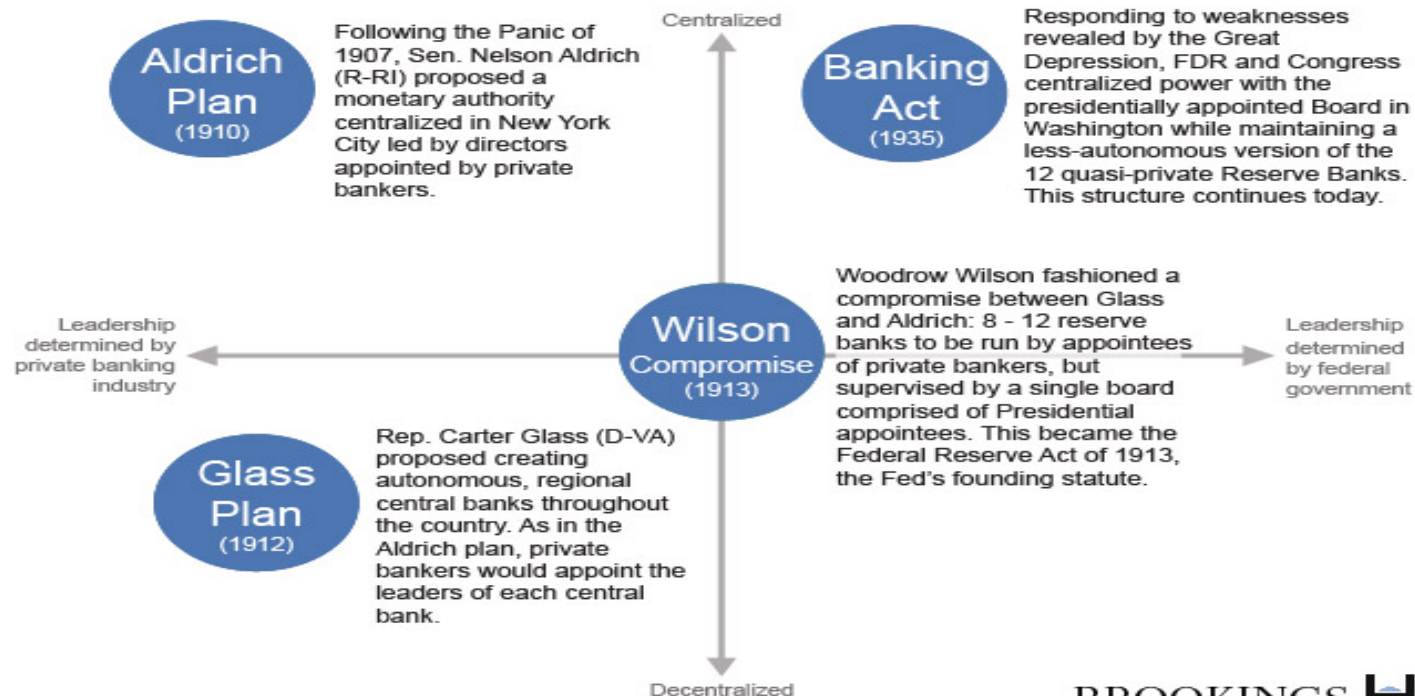 Centralized
Aldrich
Plan
(1910)
Following the Panic of
1907, Sen. Nelson Aldrich
(R-RI) proposed a
monetary authority
centralized in New York
City led by directors
appointed by private
bankers.
Banking
Act
(1935)
Responding to weaknesses
revealed by the Great
Depression, FDR and Congress
centralized power with the
presidentially appointed Board in
Washington while maintaining a
less-autonomous version of the
12 quasi-private Reserve Banks.
This structure continues today.
Leadership
determined by
private banking
industry
Wilson
Compromise
(1913)
Woodrow Wilson fashioned a
compromise between Glass
and Aldrich: 8 - 12 reserve
banks to be run by appointees
of private bankers, but
supervised by a single board
comprised of Presidential
appointees. This became the
Federal Reserve Act of 1913,
the Fed's founding statute.
Leadership
determined
by federal
government
Glass
Plan
(1912)
Rep. Carter Glass (D-VA)
proposed creating
autonomous, regional
central banks throughout
the country. As in the
Aldrich plan, private
bankers would appoint the
leaders of each central
bank.
Decentralized
BROOKINGS